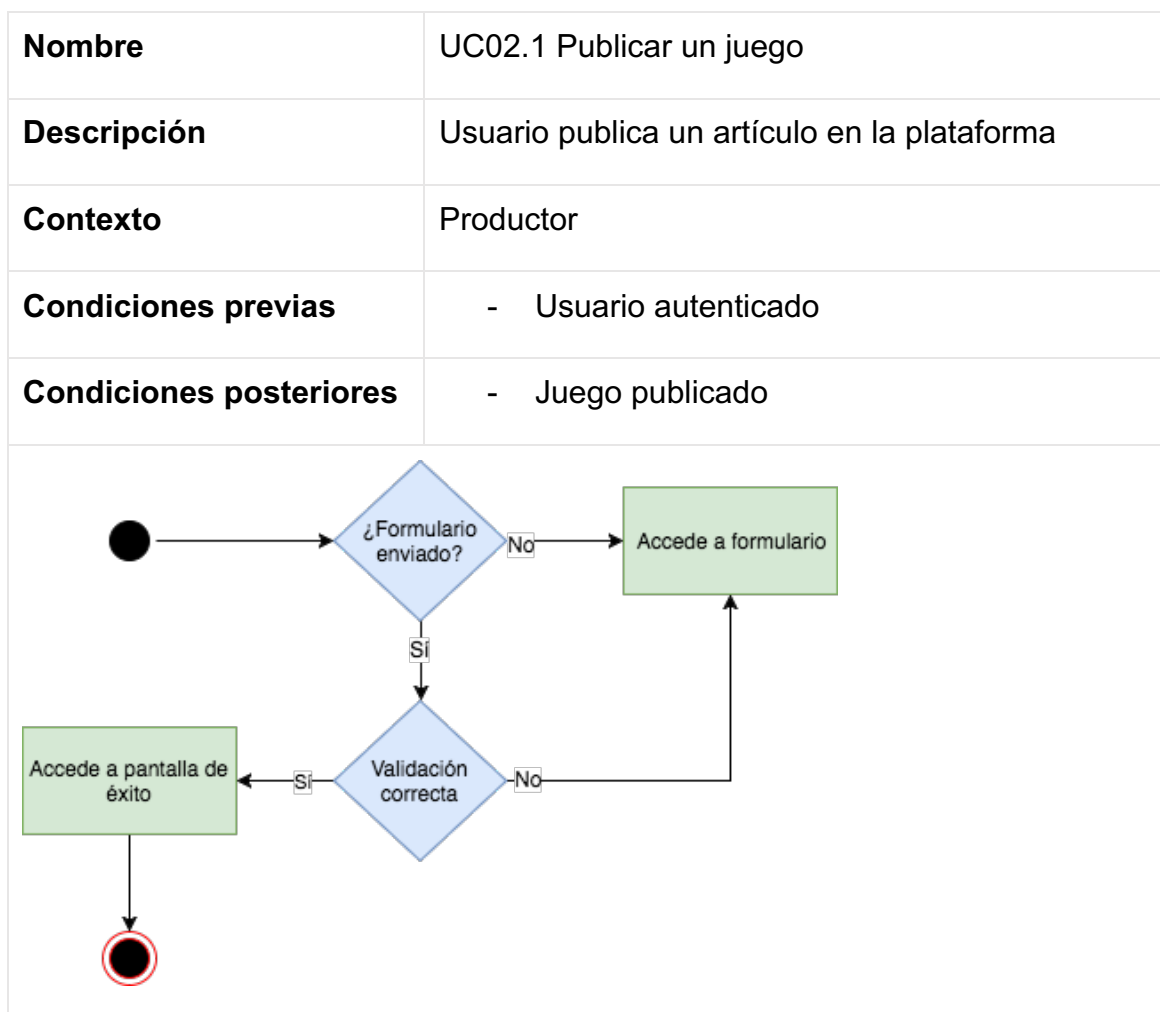 Nombre
UC02.1 Publicar un juego
Descripción
Usuario publica un artículo en la plataforma
Contexto
Productor
Condiciones previas
- Usuario autenticado
Condiciones posteriores
- Juego publicado
¿Formulario
enviado?
No
Accede a formulario
Sí
Accede a pantalla de
éxito
Sí
Validación
correcta
No